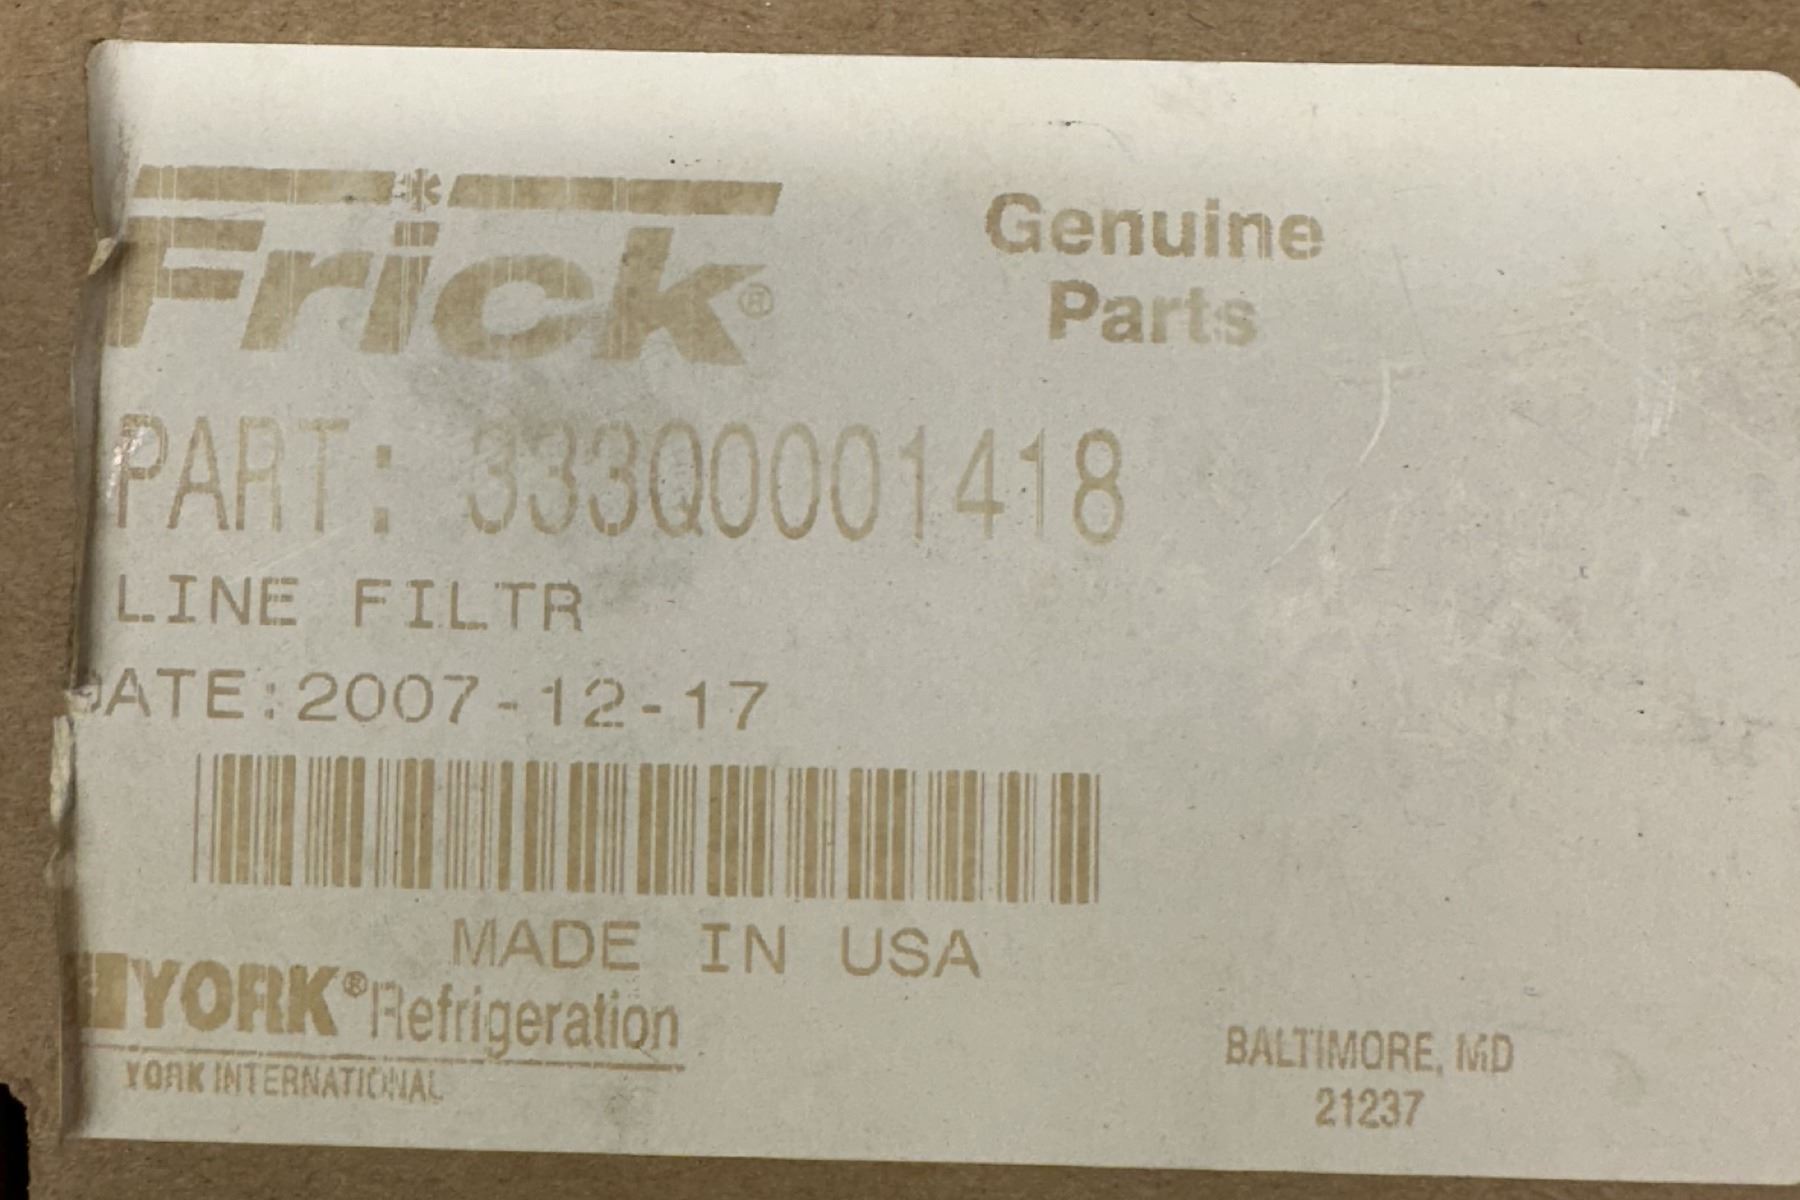 Frick®
Genuine
Parts
PART: 333Q0001418
LINE FILTR
DATE:2007-12-17
MADE IN USA
YORK® Refrigeration
YORK INTERNATIONAL
BALTIMORE, MD
21237